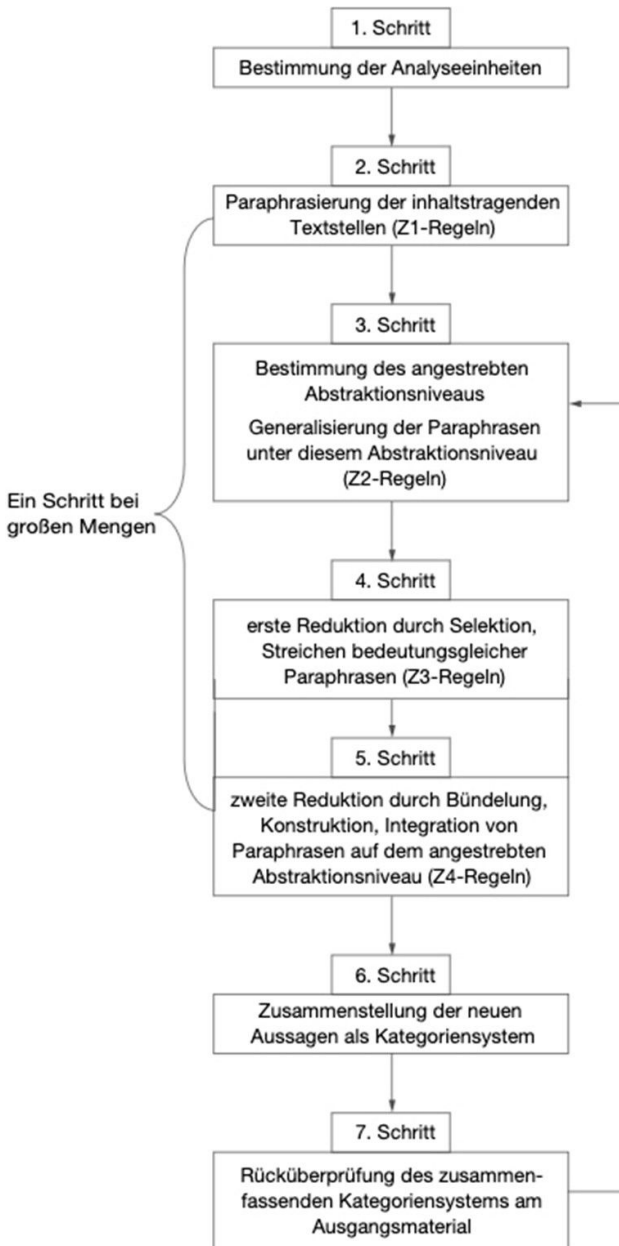 1. Schritt
Bestimmung der Analyseeinheiten
2. Schritt
Paraphrasierung der inhaltstragenden
Textstellen (Z1-Regeln)
3. Schritt
Bestimmung des angestrebten
Abstraktionsniveaus
Generalisierung der Paraphrasen
unter diesem Abstraktionsniveau
(Z2-Regeln)
Ein Schritt bei
großen Mengen
4. Schritt
erste Reduktion durch Selektion,
Streichen bedeutungsgleicher
Paraphrasen (Z3-Regeln)
5. Schritt
zweite Reduktion durch Bündelung,
Konstruktion, Integration von
Paraphrasen auf dem angestrebten
Abstraktionsniveau (Z4-Regeln)
6. Schritt
Zusammenstellung der neuen
Aussagen als Kategoriensystem
7. Schritt
Rücküberprüfung des zusammen-
fassenden Kategoriensystems am
Ausgangsmaterial